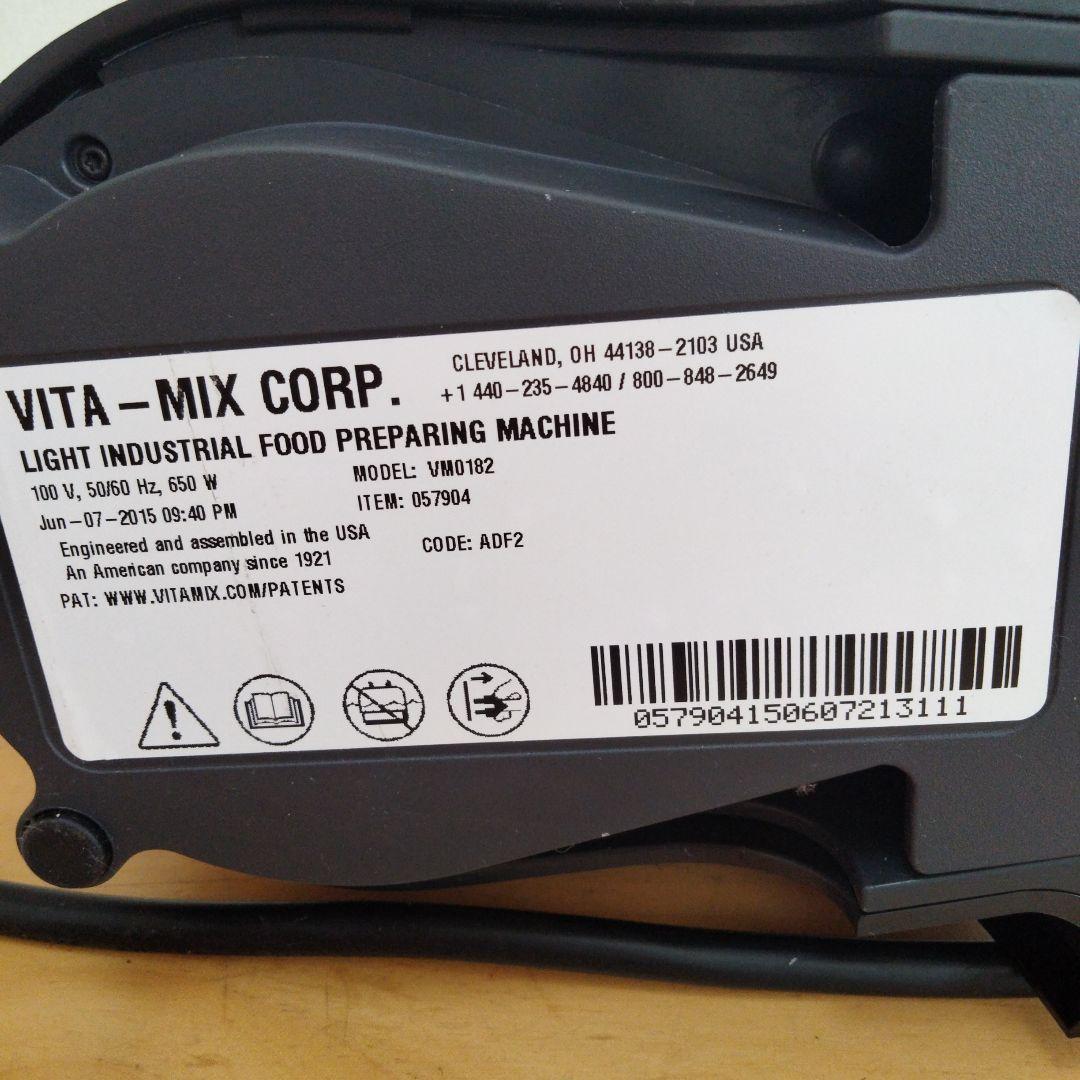 VITA-MIX CORP.
CLEVELAND, OH 44138-2103 USA
+1 440-235-4840 / 800-848-2649
LIGHT INDUSTRIAL FOOD PREPARING MACHINE
100 V, 50/60 Hz, 650 W
MODEL: VM0182
Jun-07-2015 09:40 PM
ITEM: 057904
Engineered and assembled in the USA
An American company since 1921
CODE: ADF2
PAT: WWW.VITAMIX.COM/PATENTS
057904150607213111